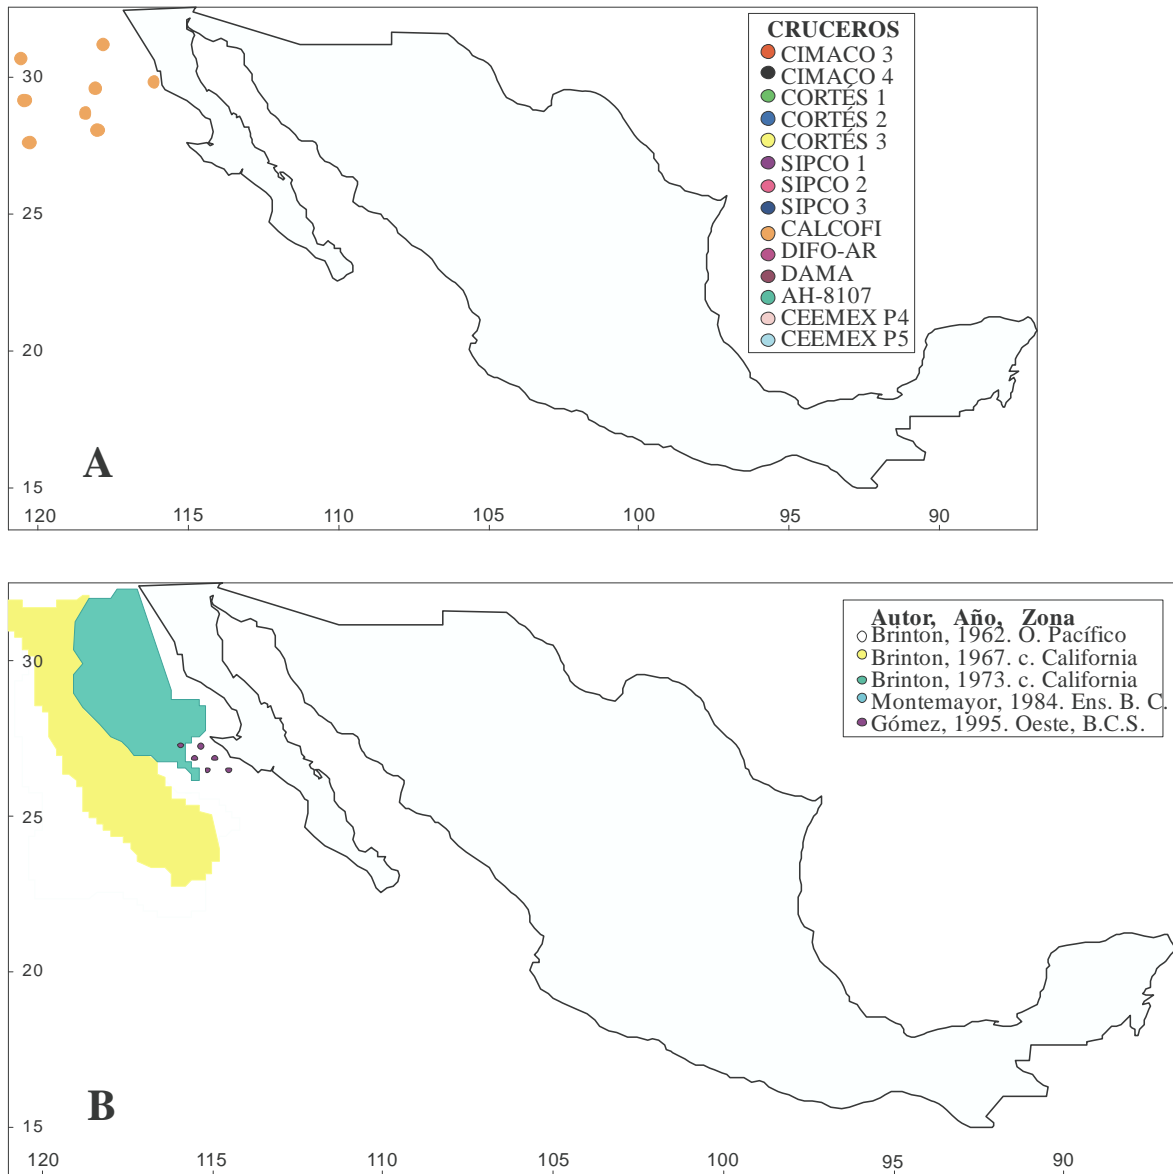 CRUCEROS
CIMACO 3
CIMACO 4
CORTÉS 1
CORTÉS 2
CORTÉS 3
SIPCO 1
SIPCO 2
SIPCO 3
CALCOFI
DIFO-AR
DAMA
AH-8107
CEEMEX P4
CEEMEX P5
30
25
20
15
A
120 115 110 105 100 95 90
Autor, Año, Zona
Brinton, 1962. O. Pacífico
Brinton, 1967. c. California
Brinton, 1973. c. California
Montemayor, 1984. Ens. B. C.
Gómez, 1995. Oeste, B.C.S.
30
25
20
15
B
120 115 110 105 100 95 90